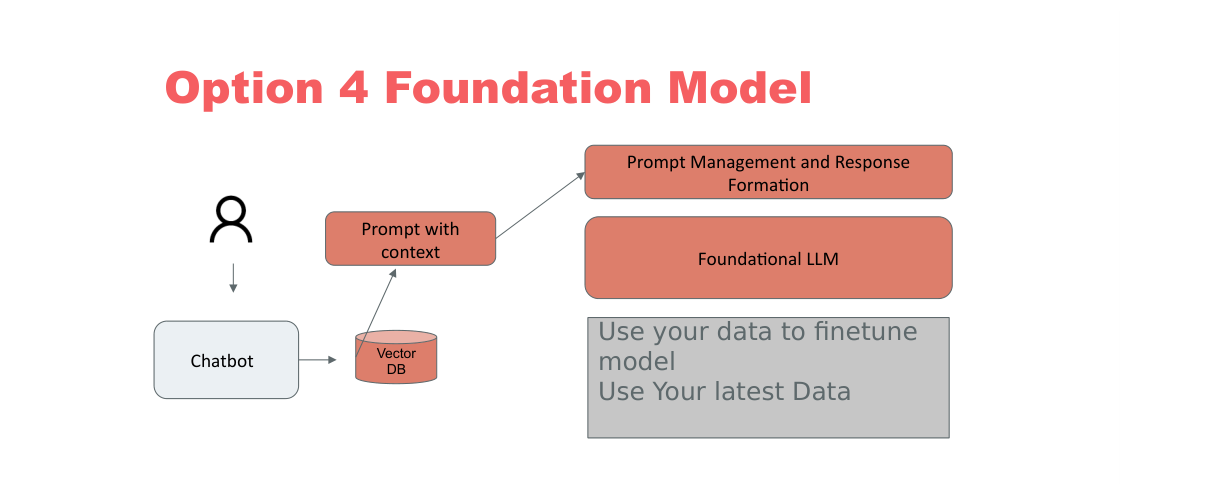 Option 4 Foundation Model
Prompt Management and Response
Formation
Prompt with
context
Foundational LLM
Chatbot
Vector
DB
Use your data to finetune
model
Use Your latest Data